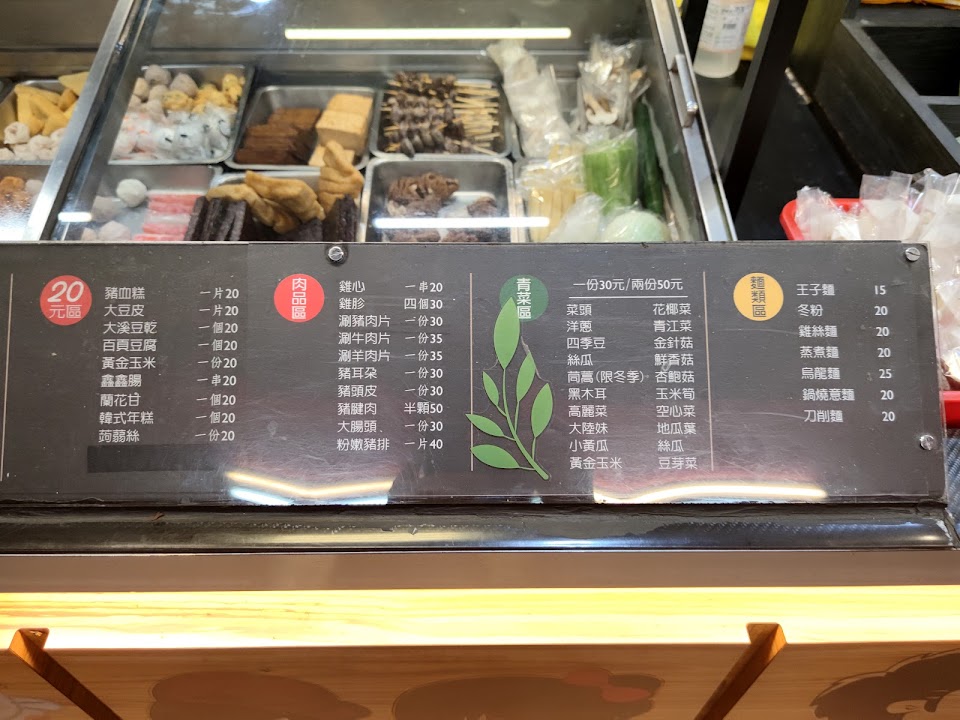 20
元區
豬血糕 一片20
大豆皮 一片20
大溪豆乾 一個20
百頁豆腐 一個20
黃金玉米 一份20
鑫鑫腸 一串20
蘭花甘 一個20
韓式年糕 一份20
蒟蒻絲 一份20
肉品區
雞心 一串20
雞胗 四個30
涮豬肉片 一份30
涮牛肉片 一份35
涮羊肉片 一份35
豬耳朶 一份30
豬頭皮 一份30
豬腱肉 半顆50
大腸頭 一份30
粉嫩豬排 一片40
青菜區
一份30元/兩份50元
菜頭 花椰菜
洋蔥 青江菜
四季豆 金針菇
絲瓜 鮮香菇
茼萵(限冬季) 杏鮑菇
黑木耳 玉米筍
高麗菜 空心菜
大陸妹 地瓜葉
小黃瓜 絲瓜
黃金玉米 豆芽菜
麵類區
王子麵 15
冬粉 20
雞絲麵 20
蒸煮麵 20
烏龍麵 25
鍋燒意麵 20
刀削麵 20